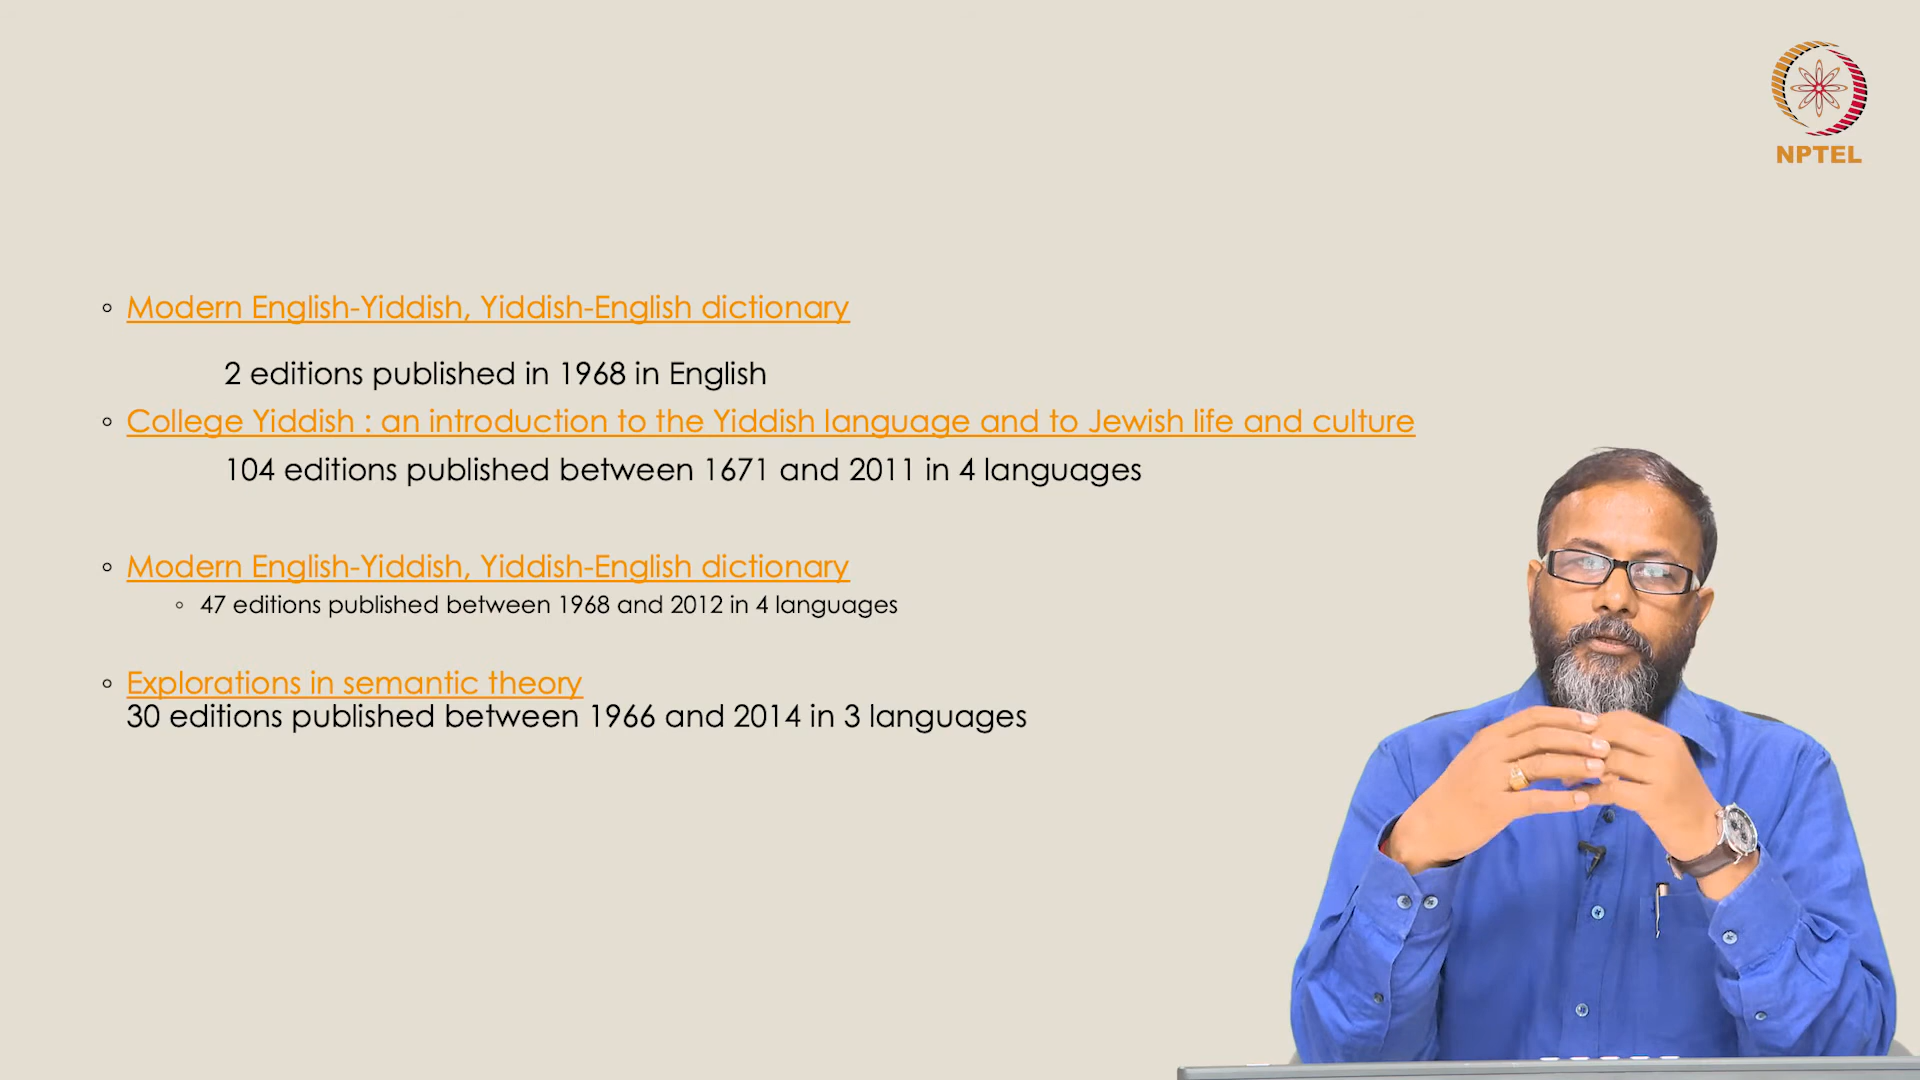 NPTEL
Modern English-Yiddish, Yiddish-English dictionary
2 editions published in 1968 in English
College Yiddish : an introduction to the Yiddish language and to Jewish life and culture
104 editions published between 1671 and 2011 in 4 languages
Modern English-Yiddish, Yiddish-English dictionary
47 editions published between 1968 and 2012 in 4 languages
Explorations in semantic theory
30 editions published between 1966 and 2014 in 3 languages